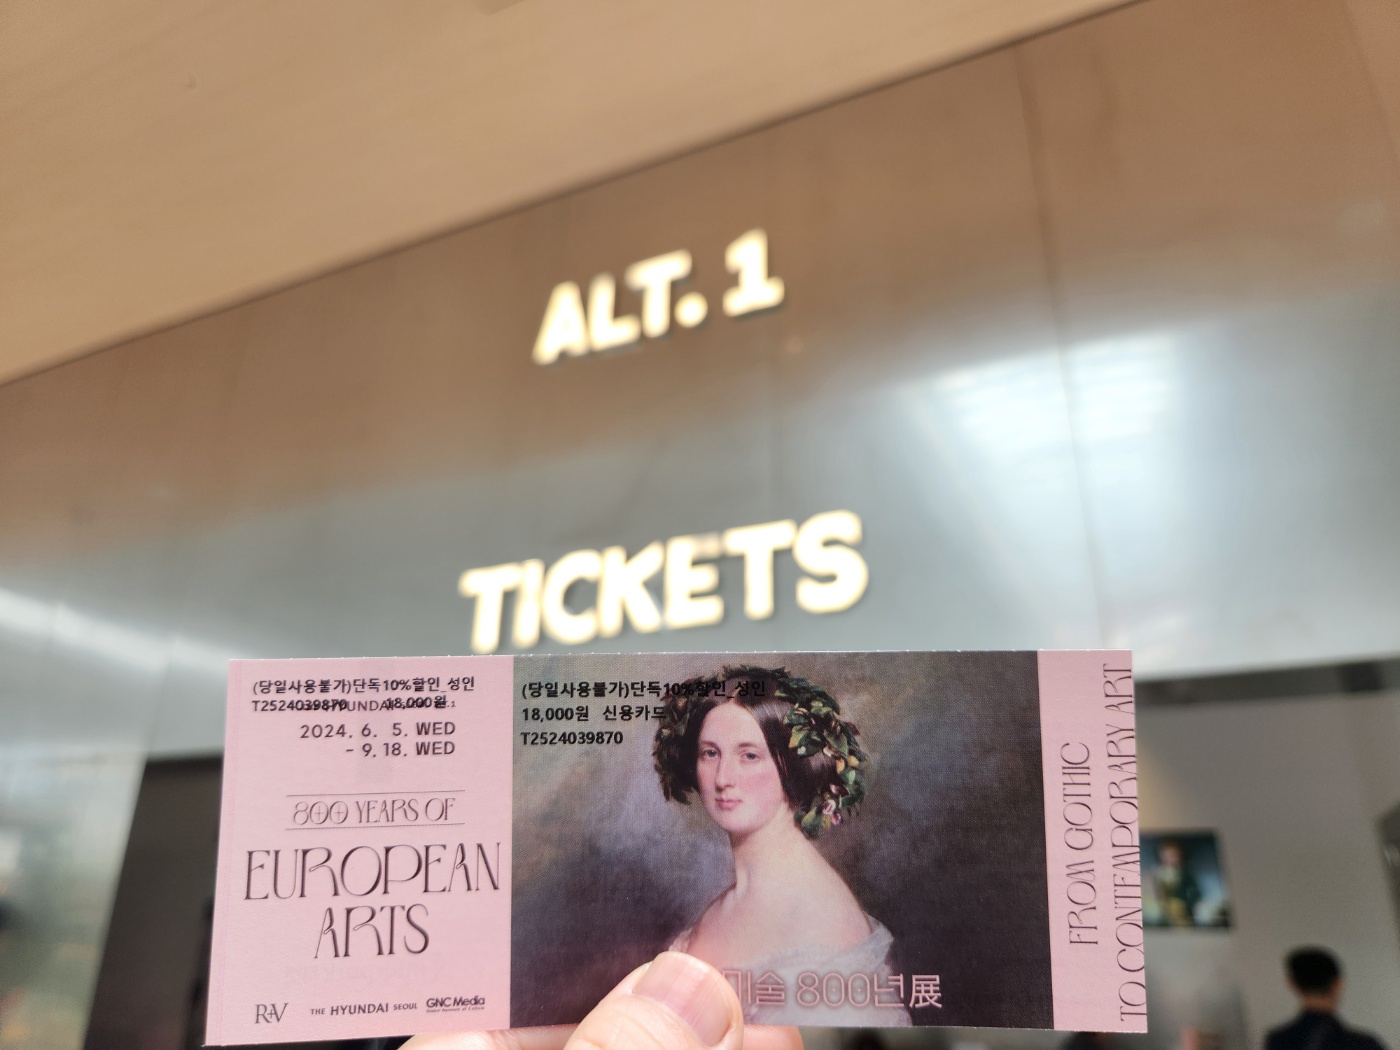 ALT. 1
TICKETS
(당일사용불가)단독10%할인_성인
T2524039870 18,000원
2024. 6. 5. WED
- 9. 18. WED
800 YEARS OF
EUROPEAN
ARTS
R&V
THE HYUNDAI SEOUL
GNC Media
(당일사용불가)단독10%할인_성인
18,000원 신용카드
T2524039870
미술 800년展
FROM GOTHIC
TO CONTEMPORARY ART